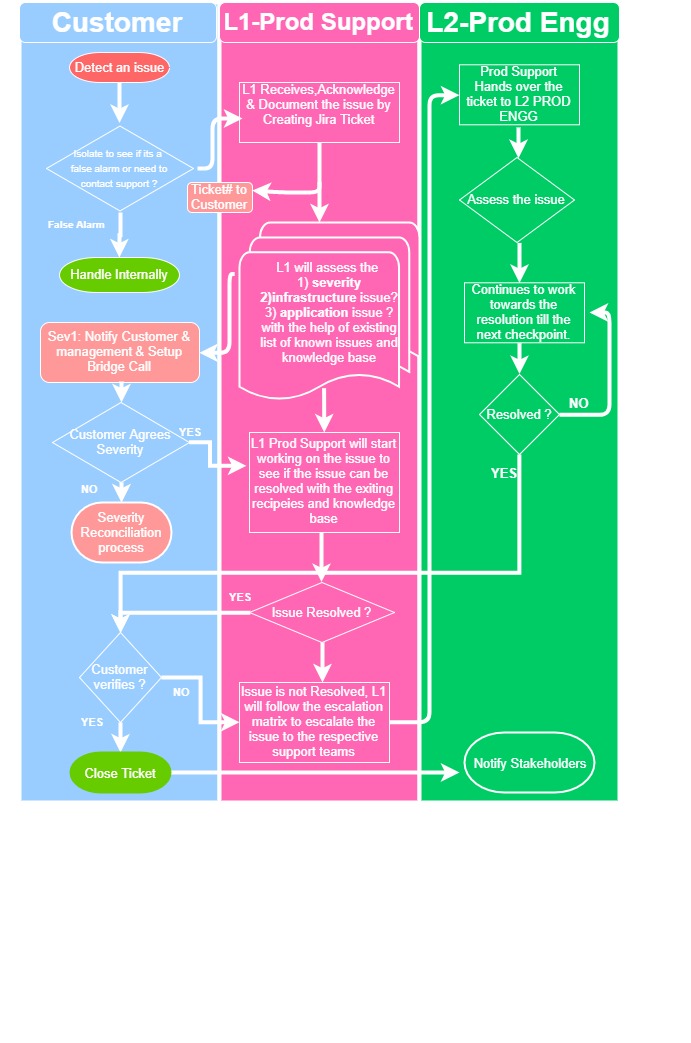 Customer
L1-Prod Support
L2-Prod Engg
Detect an issue
Isolate to see if its a
false alarm or need to
contact support ?
False Alarm
Handle Internally
Sev1: Notify Customer &
management & Setup
Bridge Call
Customer Agrees
Severity
YES
NO
Severity
Reconciliation
process
Customer
verifies ?
NO
YES
Close Ticket
L1 Receives,Acknowledge
& Document the issue by
Creating Jira Ticket
Ticket# to
Customer
L1 will assess the
1) severity
2)infrastructure issue?
3) application issue ?
with the help of existing
list of known issues and
knowledge base
L1 Prod Support will start
working on the issue to
see if the issue can be
resolved with the exiting
recipeies and knowledge
base
YES
Issue Resolved ?
Issue is not Resolved, L1
will follow the escalation
matrix to escalate the
issue to the respective
support teams
Prod Support
Hands over the
ticket to L2 PROD
ENGG
Assess the issue
Continues to work
towards the
resolution till the
next checkpoint.
Resolved ?
NO
YES
Notify Stakeholders